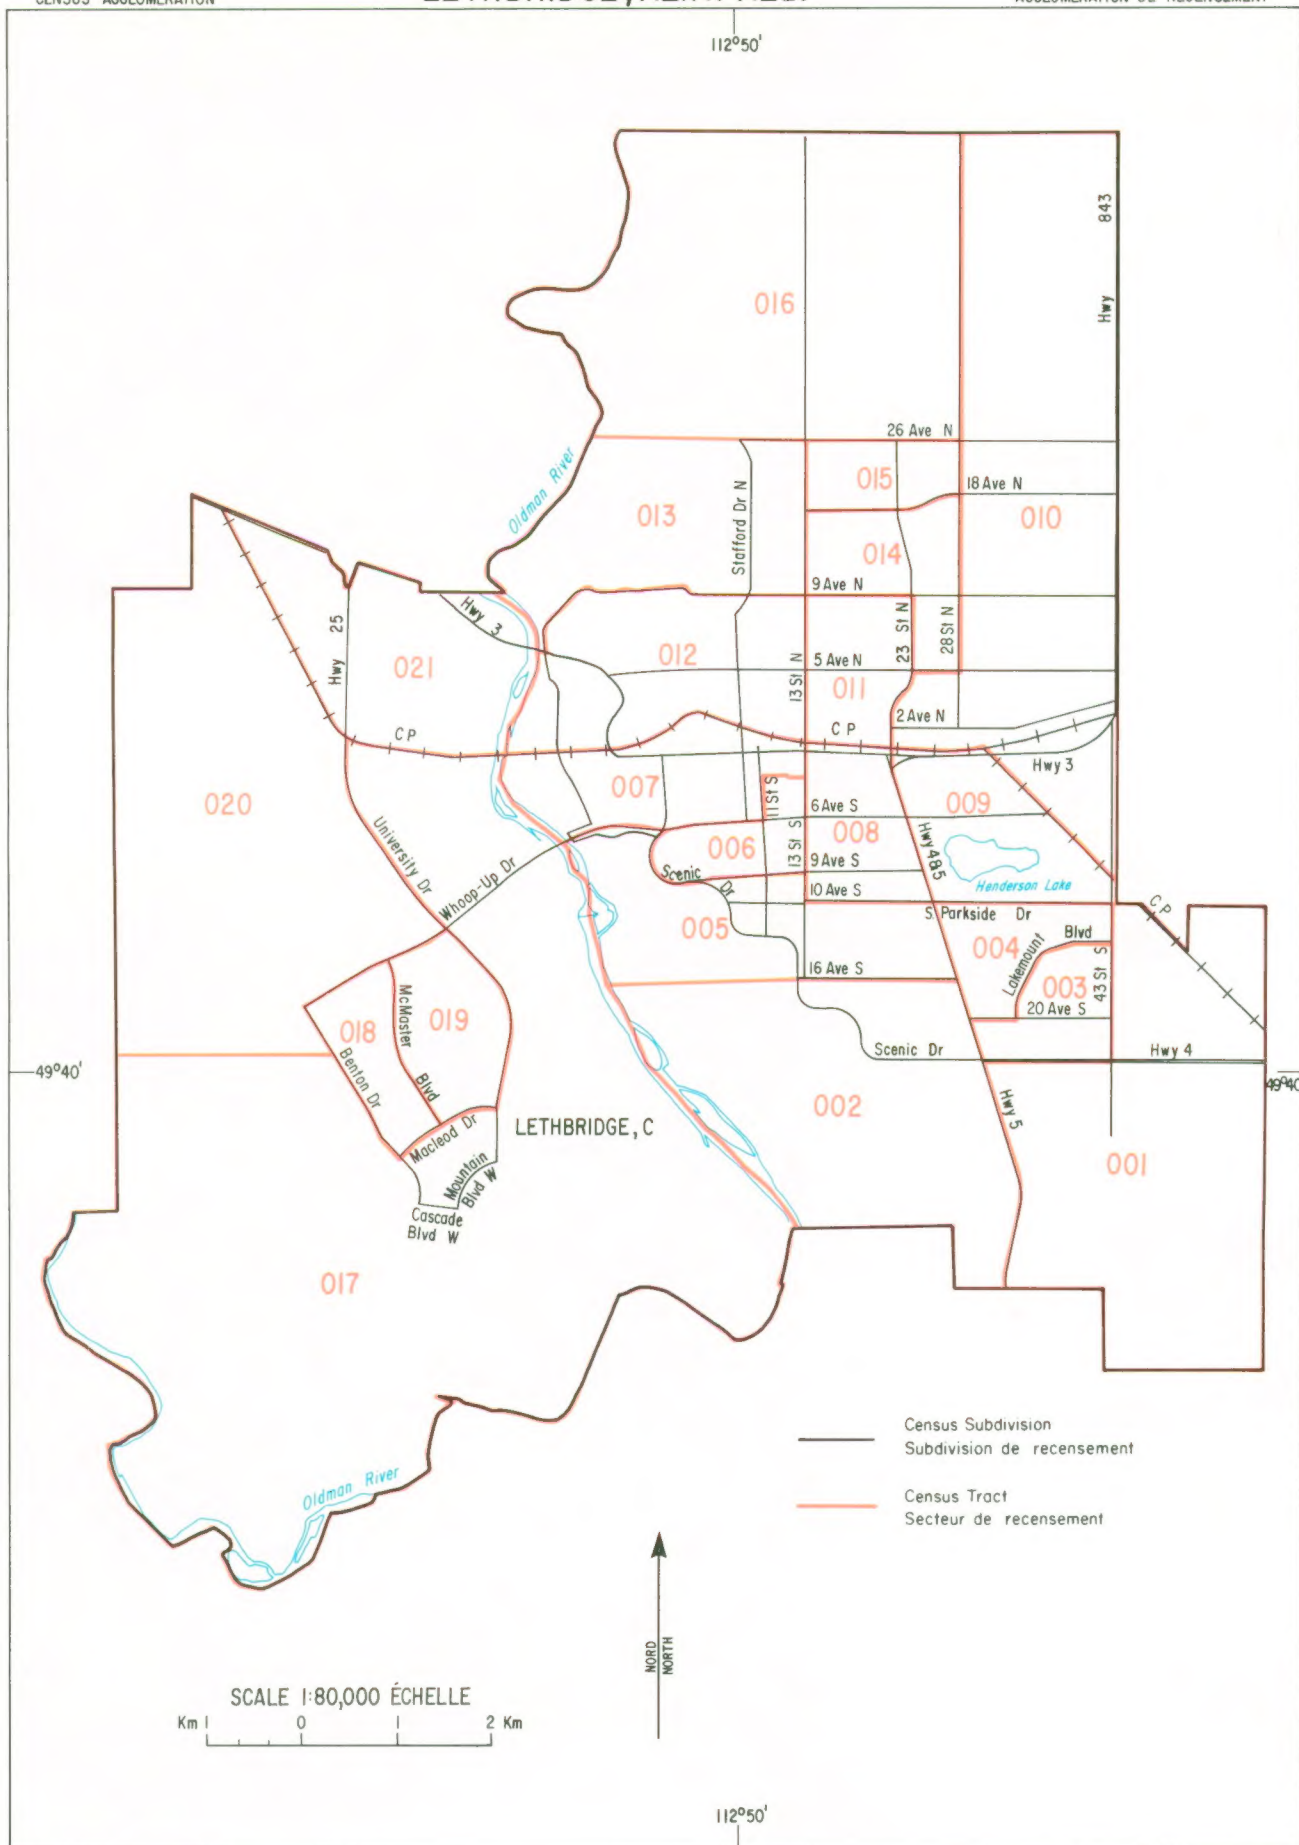 112°50'
843
Hwy
016
26 Ave N
Oldman River
015
18 Ave N
013
Stafford Dr N
010
014
9 Ave N
Hwy 3
25
Hwy
23 St N
28 St N
012
5 Ave N
021
13 St N
011
2 Ave N
CP
CP
Hwy 3
020
007
11 St S
009
6 Ave S
University Dr
008
13 St S
Hwy 4&5
006
9 Ave S
Whoop-Up Dr
Scenic Dr
Henderson Lake
10 Ave S
CP
S. Parkside Dr
005
004
Blvd
Lakemount
16 Ave S
003
43 St S
McMaster
019
018
20 Ave S
Scenic Dr
Hwy 4
49°40'
49°40'
Benton Dr
Blvd
002
Hwy 5
LETHBRIDGE, C
Macleod Dr
001
Mountain
Blvd W
Cascade
Blvd W
017
Census Subdivision
Subdivision de recensement
Oldman River
Census Tract
Secteur de recensement
NORD
NORTH
SCALE 1:80,000 ÉCHELLE
Km 1 0 1 2 Km
112°50'